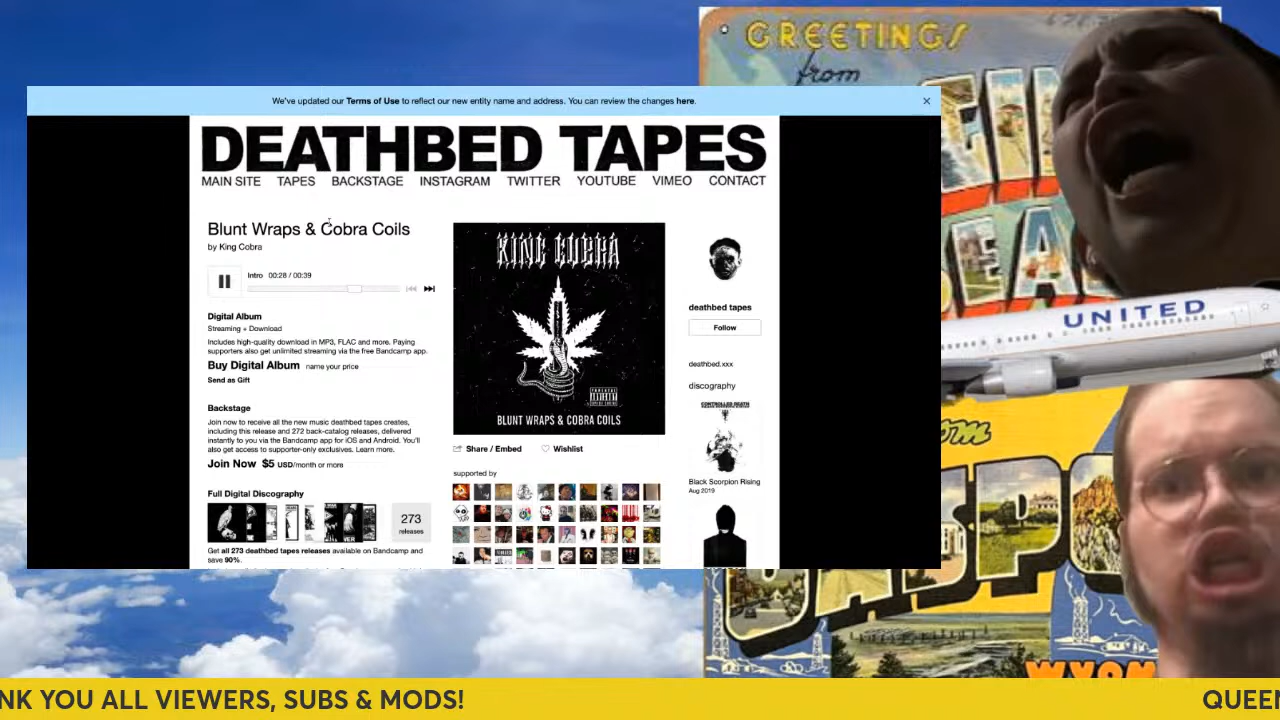 GREETINGS
from
We've updated our Terms of Use to reflect our new entity name and address. You can review the changes here.
DEATHBED TAPES
MAIN SITE TAPES BACKSTAGE INSTAGRAM TWITTER YOUTUBE VIMEO CONTACT
Blunt Wraps & Cobra Coils
by King Cobra
Intro 00:28 / 00:39
Digital Album
Streaming + Download
Includes high-quality download in MP3, FLAC and more. Paying
supporters also get unlimited streaming via the free Bandcamp app.
Buy Digital Album name your price
Send as Gift
Backstage
Join now to receive all the new music deathbed tapes creates,
including this release and 272 back-catalog releases, delivered
instantly to you via the Bandcamp app for iOS and Android. You'll
also get access to supporter-only exclusives. Learn more.
Join Now $5 USD/month or more
Full Digital Discography
273
releases
Get all 273 deathbed tapes releases available on Bandcamp and
save 90%.
KING COBRA
BLUNT WRAPS & COBRA COILS
Share / Embed Wishlist
supported by
deathbed tapes
Follow
deathbed.xxx
discography
CONTROLLED DEATH
Black Scorpion Rising
Aug 2019
UNITED
NK YOU ALL VIEWERS, SUBS & MODS!
QUEEN